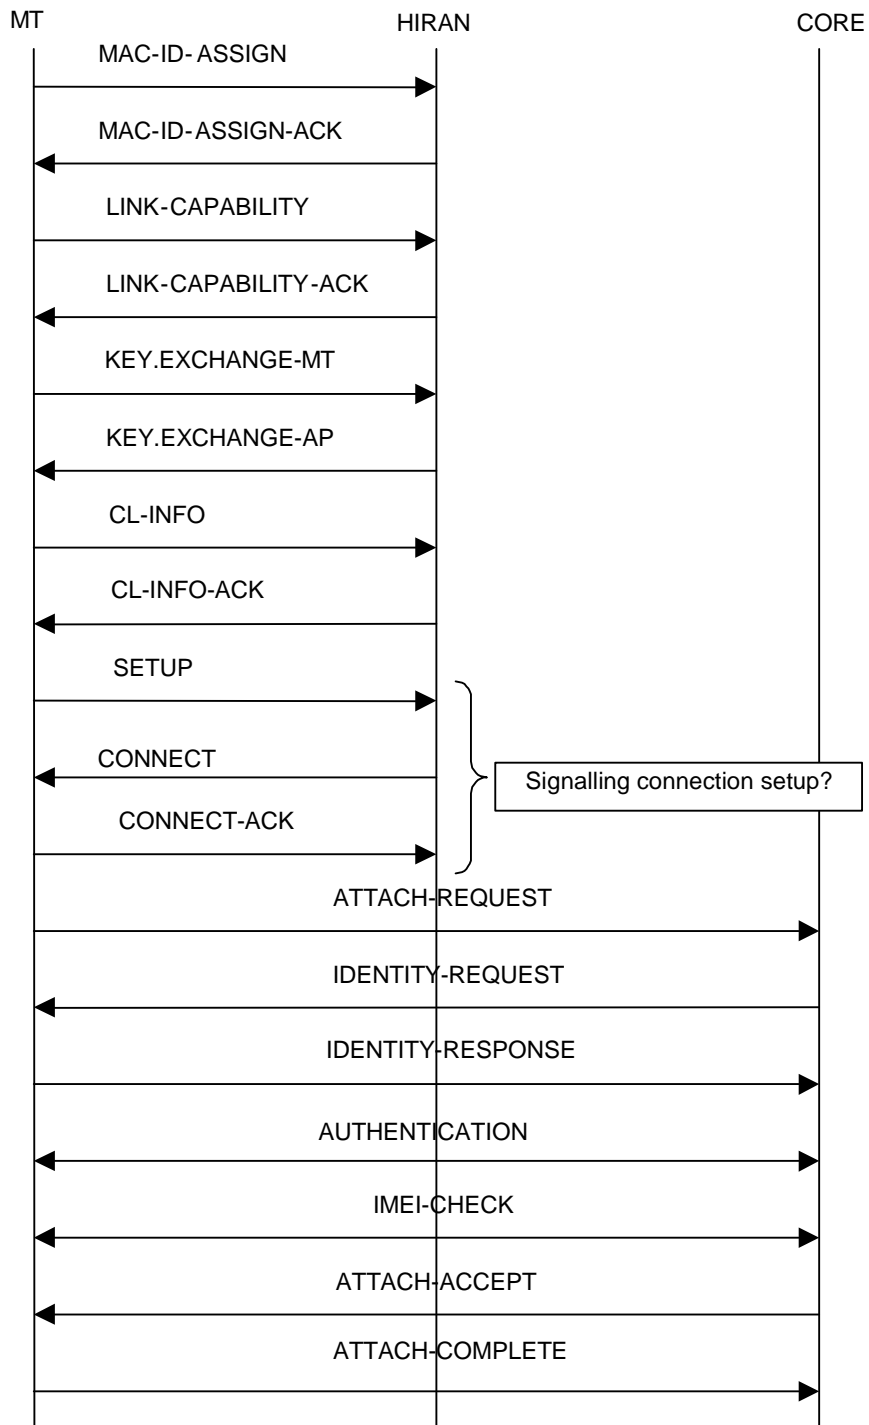 MT
HIRAN
CORE
MAC-ID-ASSIGN
MAC-ID-ASSIGN-ACK
LINK-CAPABILITY
LINK-CAPABILITY-ACK
KEY.EXCHANGE-MT
KEY.EXCHANGE-AP
CL-INFO
CL-INFO-ACK
SETUP
CONNECT
Signalling connection setup?
CONNECT-ACK
ATTACH-REQUEST
IDENTITY-REQUEST
IDENTITY-RESPONSE
AUTHENTICATION
IMEI-CHECK
ATTACH-ACCEPT
ATTACH-COMPLETE